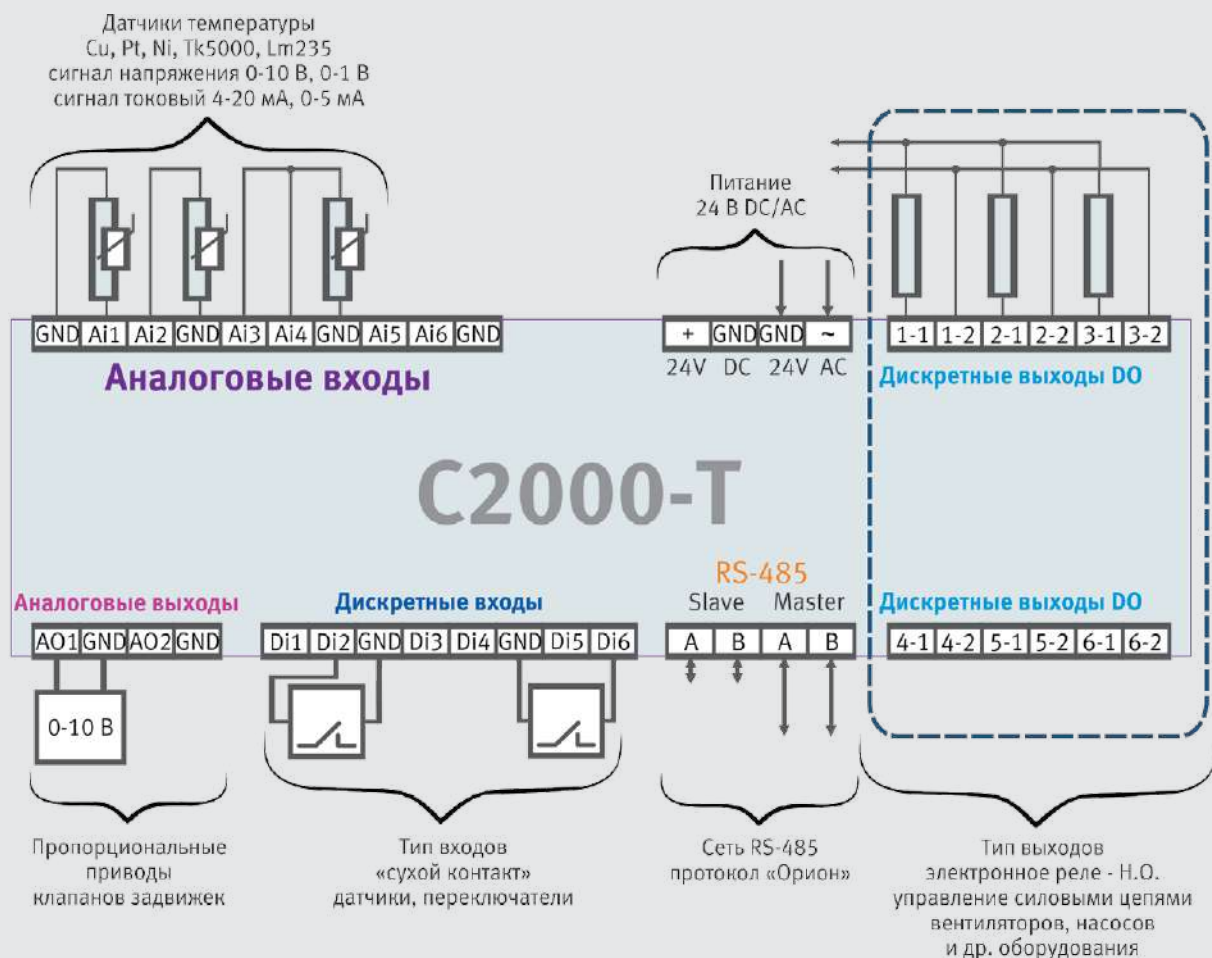 Датчики температуры
Cu, Pt, Ni, Tk5000, Lm235
сигнал напряжения 0-10 В, 0-1 В
сигнал токовый 4-20 мА, 0-5 мА
Питание
24 В DC/AC
GND Ai1 Ai2 GND Ai3 Ai4 GND Ai5 Ai6 GND
+ GND GND ~
1-1 1-2 2-1 2-2 3-1 3-2
Аналоговые входы
24V DC 24V AC
Дискретные выходы DO
С2000-Т
RS-485
Аналоговые выходы
Дискретные входы
Slave Master
Дискретные выходы DO
AO1 GND AO2 GND
Di1 Di2 GND Di3 Di4 GND Di5 Di6
A B A B
4-1 4-2 5-1 5-2 6-1 6-2
0-10 В
Пропорциональные
приводы
клапанов задвижек
Тип входов
«сухой контакт»
датчики, переключатели
Сеть RS-485
протокол «Орион»
Тип выходов
электронное реле - Н.О.
управление силовыми цепями
вентиляторов, насосов
и др. оборудования